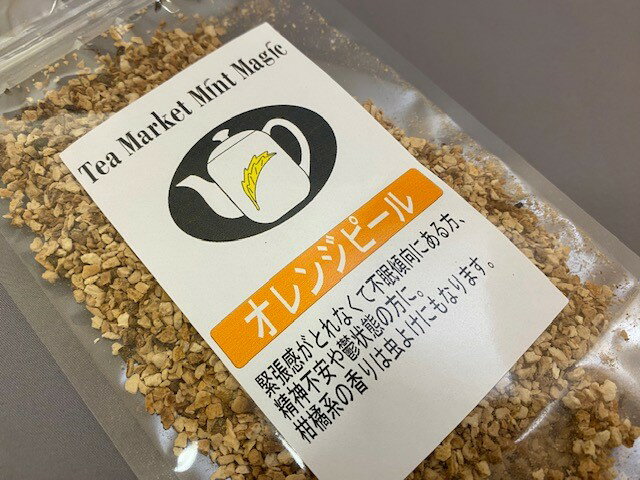 Tea Market Mint Magic
オレンジピール
緊張感がとれなくて不眠傾向にある方、
精神不安や鬱状態の方に。
柑橘系の香りは虫よけにもなります。